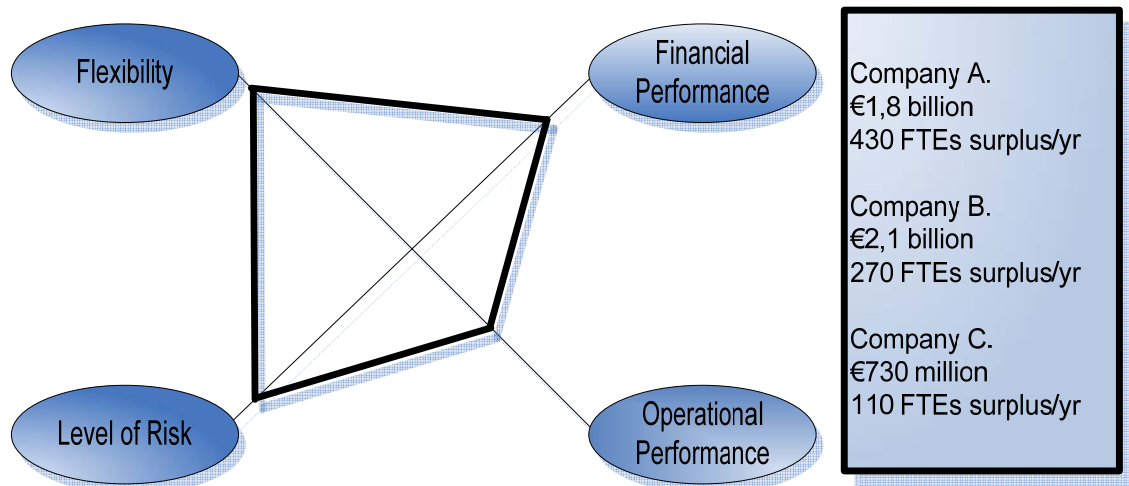 Flexibility
Financial
Performance
Level of Risk
Operational
Performance
Company A.
€1,8 billion
430 FTEs surplus/yr
Company B.
€2,1 billion
270 FTEs surplus/yr
Company C.
€730 million
110 FTEs surplus/yr